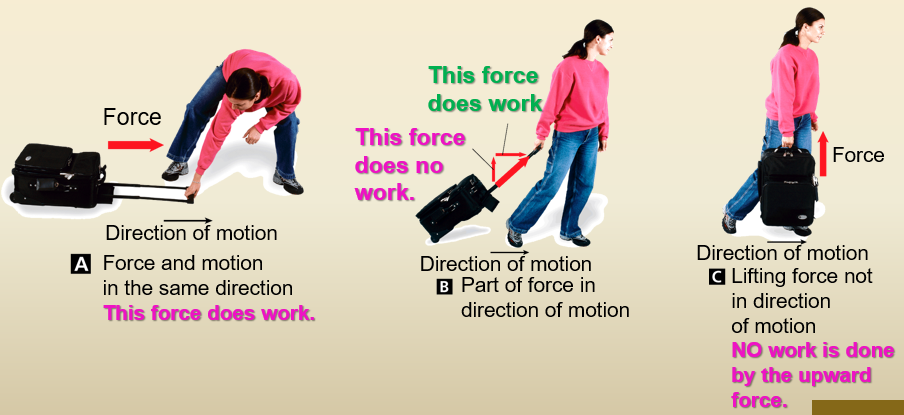 Force
Direction of motion
A Force and motion
in the same direction
This force does work.
This force
does work
This force
does no
work.
Direction of motion
B Part of force in
direction of motion
Force
Direction of motion
C Lifting force not
in direction
of motion
NO work is done
by the upward
force.